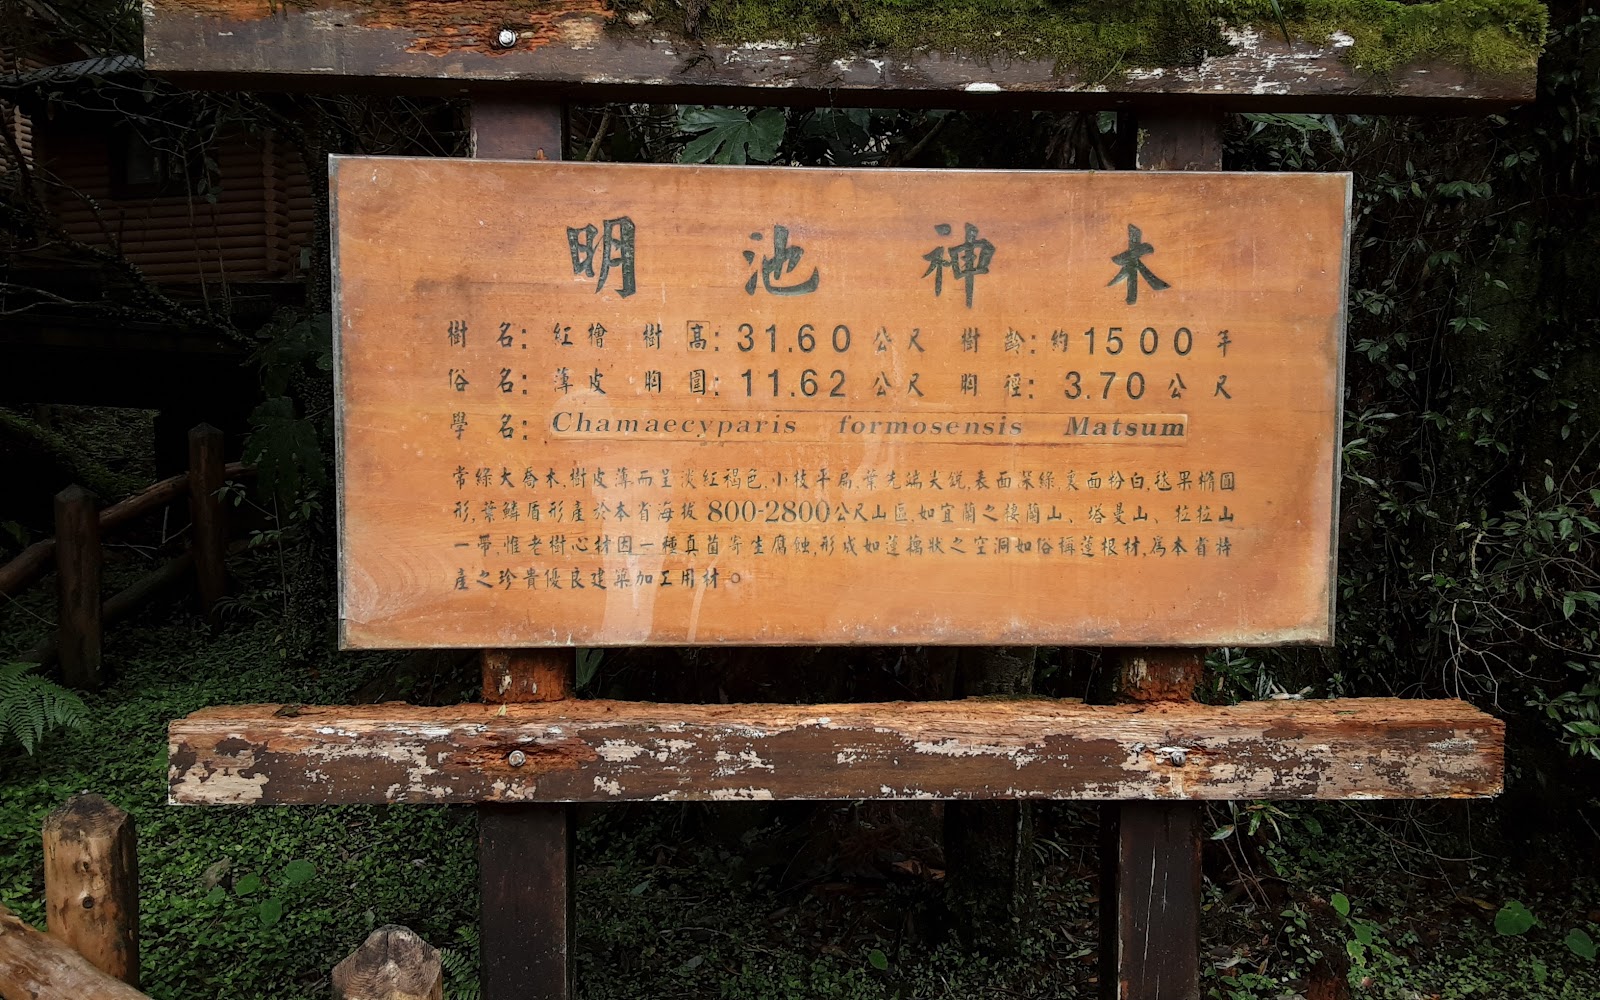 明池神木
樹名:紅檜 樹高:31.60公尺 樹齡:約1500年
俗名:薄皮 胸圍:11.62公尺 胸徑:3.70公尺
學名:Chamaecyparis formosensis Matsum
常綠大喬木,樹皮薄而呈淡紅褐色,小枝平扁,葉先端尖銳,表面深綠,裏面粉白,毬果橢圓
形,葉鱗盾形產於本省海拔800-2800公尺山區,如宜蘭之棲蘭山、塔曼山、拉拉山
一帶,惟老樹心材因一種真菌寄生腐蝕,形成如蓮藕狀之空洞如俗稱蓮根材,為本省特
產之珍貴優良建築加工用材。